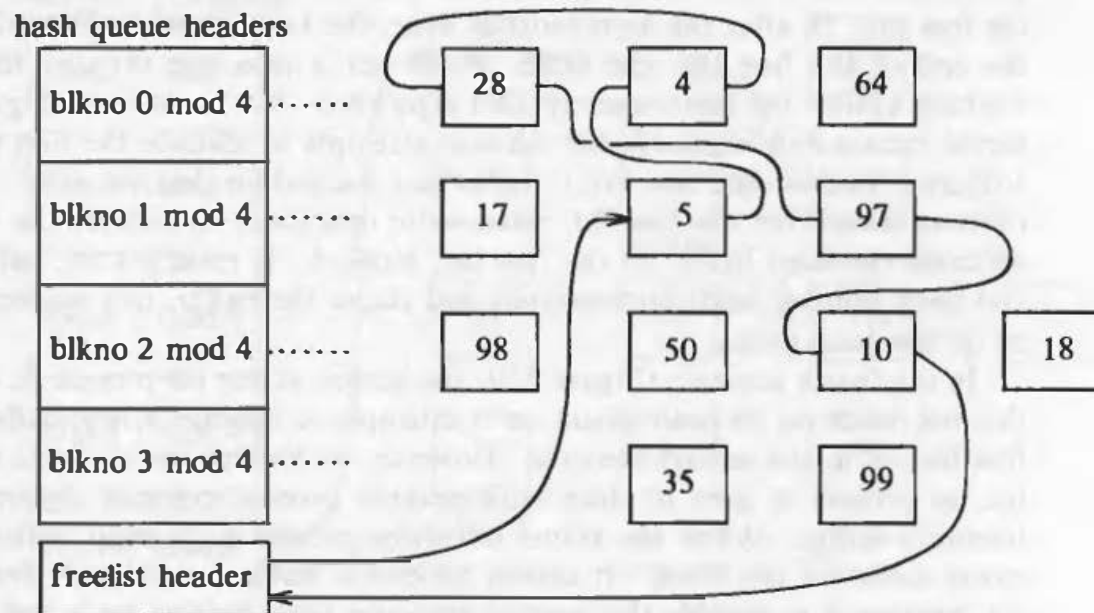 hash queue headers
blkno 0 mod 4 ....... 28 4 64
blkno 1 mod 4 ....... 17 5 97
blkno 2 mod 4 ....... 98 50 10 18
blkno 3 mod 4 ....... 35 99
freelist header